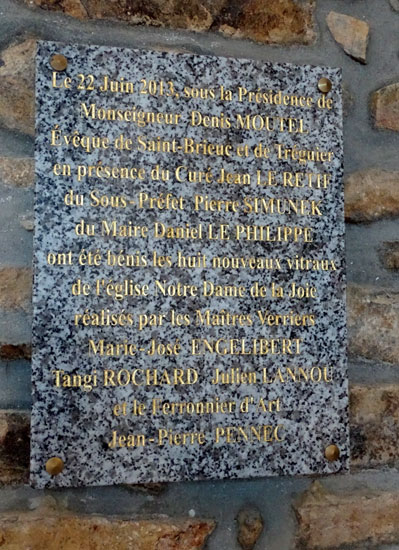 Le 22 Juin 2013, sous la Présidence de
Monseigneur Denis MOUTEL
Évêque de Saint-Brieuc et de Tréguier
en présence du Curé Jean LE RETIF
du Sous-Préfet Pierre SIMUNEK
du Maire Daniel LE PHILIPPE
ont été bénis les huit nouveaux vitraux
de l'église Notre Dame de la Joie
réalisés par les Maîtres Verriers
Marie-José ENGELIBERT
Tangi ROCHARD Julien LANNOU
et le Ferronnier d'Art
Jean-Pierre PENNEC